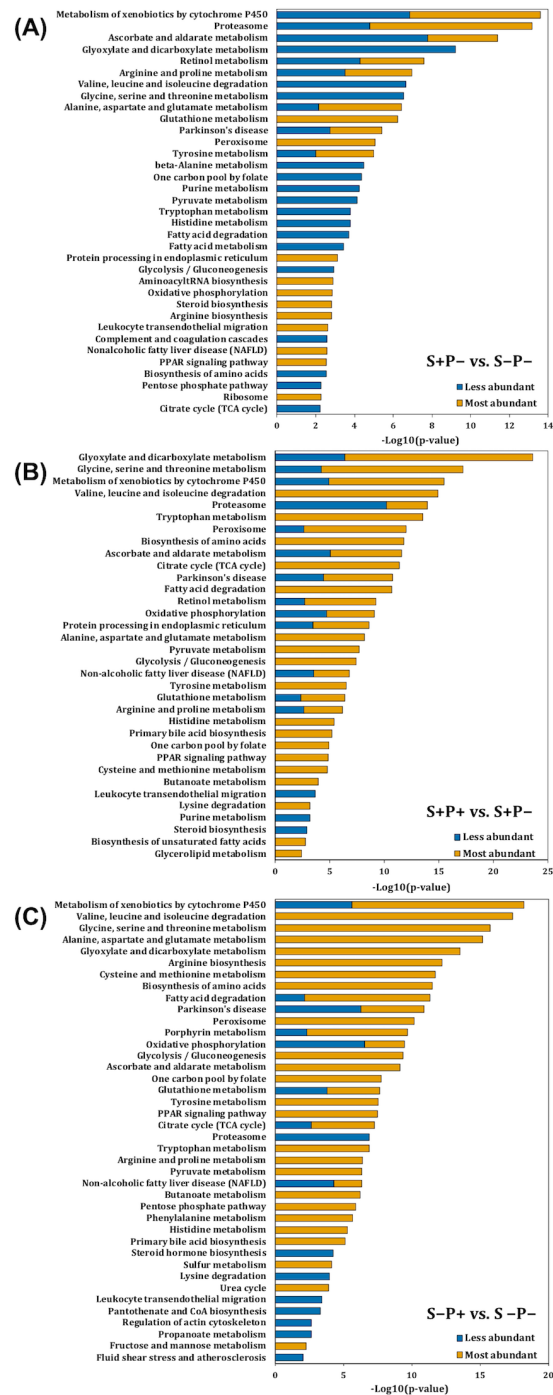 (A)
Metabolism of xenobiotics by cytochrome P450
Proteasome
Ascorbate and aldarate metabolism
Glyoxylate and dicarboxylate metabolism
Retinol metabolism
Arginine and proline metabolism
Valine, leucine and isoleucine degradation
Glycine, serine and threonine metabolism
Alanine, aspartate and glutamate metabolism
Glutathione metabolism
Parkinson's disease
Peroxisome
Tyrosine metabolism
beta-Alanine metabolism
One carbon pool by folate
Purine metabolism
Pyruvate metabolism
Tryptophan metabolism
Histidine metabolism
Fatty acid degradation
Fatty acid metabolism
Protein processing in endoplasmic reticulum
Glycolysis / Gluconeogenesis
AminoacyltRNA biosynthesis
Oxidative phosphorylation
Steroid biosynthesis
Arginine biosynthesis
Leukocyte transendothelial migration
Complement and coagulation cascades
Nonalcoholic fatty liver disease (NAFLD)
PPAR signaling pathway
Biosynthesis of amino acids
Pentose phosphate pathway
Ribosome
Citrate cycle (TCA cycle)
S+P− vs. S−P−
Less abundant
Most abundant
0 2 4 6 8 10 12 14
-Log10(p-value)
(B)
Glyoxylate and dicarboxylate metabolism
Glycine, serine and threonine metabolism
Metabolism of xenobiotics by cytochrome P450
Valine, leucine and isoleucine degradation
Proteasome
Tryptophan metabolism
Peroxisome
Biosynthesis of amino acids
Ascorbate and aldarate metabolism
Citrate cycle (TCA cycle)
Parkinson's disease
Fatty acid degradation
Retinol metabolism
Oxidative phosphorylation
Protein processing in endoplasmic reticulum
Alanine, aspartate and glutamate metabolism
Pyruvate metabolism
Glycolysis / Gluconeogenesis
Non-alcoholic fatty liver disease (NAFLD)
Tyrosine metabolism
Glutathione metabolism
Arginine and proline metabolism
Histidine metabolism
Primary bile acid biosynthesis
One carbon pool by folate
PPAR signaling pathway
Cysteine and methionine metabolism
Butanoate metabolism
Leukocyte transendothelial migration
Lysine degradation
Purine metabolism
Steroid biosynthesis
Biosynthesis of unsaturated fatty acids
Glycerolipid metabolism
S+P+ vs. S+P−
Less abundant
Most abundant
0 5 10 15 20 25
-Log10(p-value)
(C)
Metabolism of xenobiotics by cytochrome P450
Valine, leucine and isoleucine degradation
Glycine, serine and threonine metabolism
Alanine, aspartate and glutamate metabolism
Glyoxylate and dicarboxylate metabolism
Arginine biosynthesis
Cysteine and methionine metabolism
Biosynthesis of amino acids
Fatty acid degradation
Parkinson's disease
Peroxisome
Porphyrin metabolism
Oxidative phosphorylation
Glycolysis / Gluconeogenesis
Ascorbate and aldarate metabolism
One carbon pool by folate
Glutathione metabolism
Tyrosine metabolism
PPAR signaling pathway
Citrate cycle (TCA cycle)
Proteasome
Tryptophan metabolism
Arginine and proline metabolism
Pyruvate metabolism
Non-alcoholic fatty liver disease (NAFLD)
Butanoate metabolism
Pentose phosphate pathway
Phenylalanine metabolism
Histidine metabolism
Primary bile acid biosynthesis
Steroid hormone biosynthesis
Sulfur metabolism
Lysine degradation
Urea cycle
Leukocyte transendothelial migration
Pantothenate and CoA biosynthesis
Regulation of actin cytoskeleton
Propanoate metabolism
Fructose and mannose metabolism
Fluid shear stress and atherosclerosis
S−P+ vs. S −P−
Less abundant
Most abundant
0 5 10 15 20
-Log10(p-value)